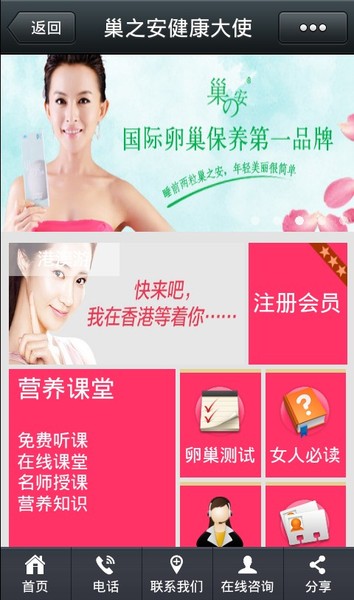 返回
巢之安健康大使
巢の安
国际卵巢保养第一品牌
睡前两粒巢之安，年轻美丽很简单
快来吧，
我在香港等着你······
注册会员
营养课堂
免费听课
在线课堂
名师授课
营养知识
卵巢测试
女人必读
首页
电话
联系我们
在线咨询
分享